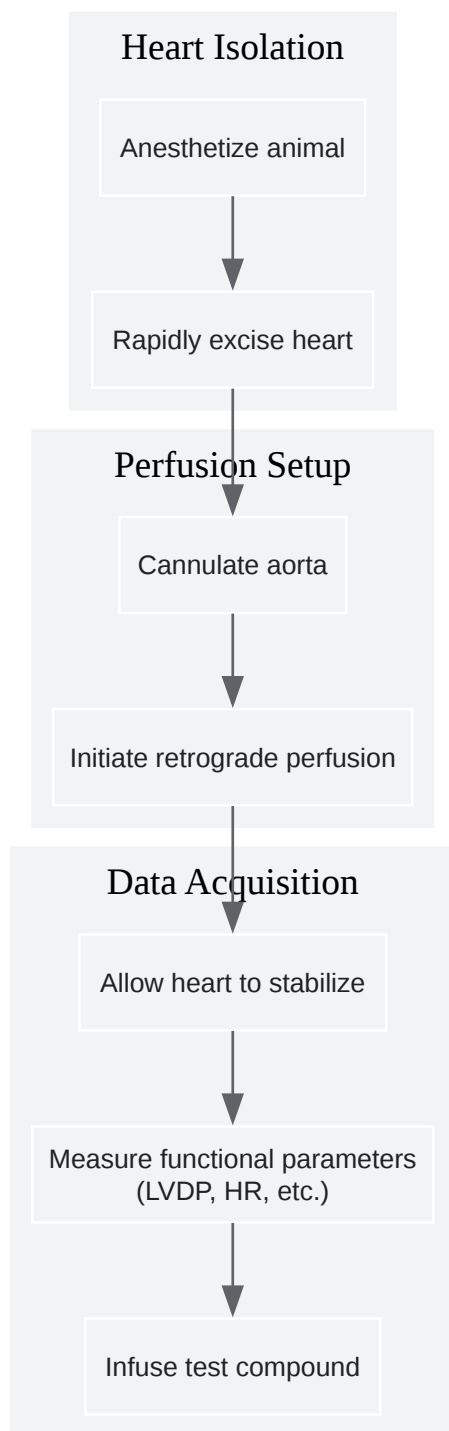 Heart Isolation
Anesthetize animal
Rapidly excise heart
Perfusion Setup
Cannulate aorta
Initiate retrograde perfusion
Data Acquisition
Allow heart to stabilize
Measure functional parameters
(LVDP, HR, etc.)
Infuse test compound